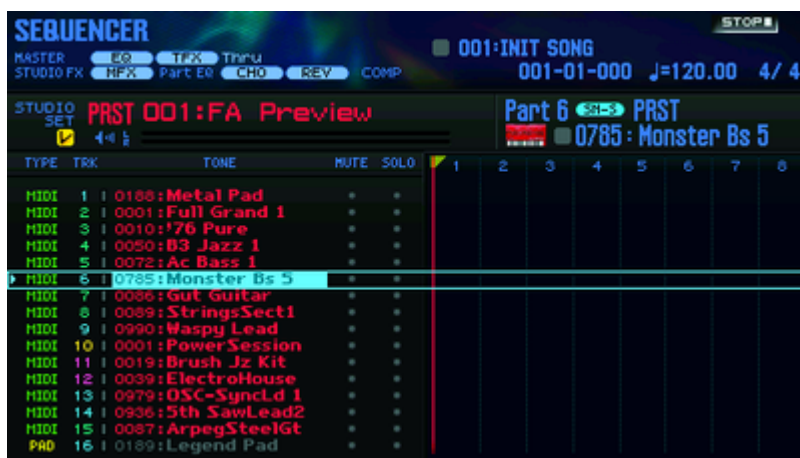 SEQUENCER
STOP
MASTER EQ TFX Thru
STUDIO FX MFX Part EQ CHO REV COMP
001:INIT SONG
001-01-000 ♩=120.00 4/ 4
STUDIO SET PRST 001:FA Preview
L R
Part 6 SN-S PRST
0785:Monster Bs 5
TYPE TRK TONE MUTE SOLO 1 2 3 4 5 6 7 8
MIDI 1 0188:Metal Pad
MIDI 2 0001:Full Grand 1
MIDI 3 0010:'76 Pure
MIDI 4 0050:B3 Jazz 1
MIDI 5 0072:Ac Bass 1
MIDI 6 0785:Monster Bs 5
MIDI 7 0086:Gut Guitar
MIDI 8 0089:StringsSect1
MIDI 9 0990:Waspy Lead
MIDI 10 0001:PowerSession
MIDI 11 0019:Brush Jz Kit
MIDI 12 0039:ElectroHouse
MIDI 13 0979:OSC-SyncLd 1
MIDI 14 0936:5th SawLead2
MIDI 15 0087:ArpegSteelGt
PAD 16 0189:Legend Pad